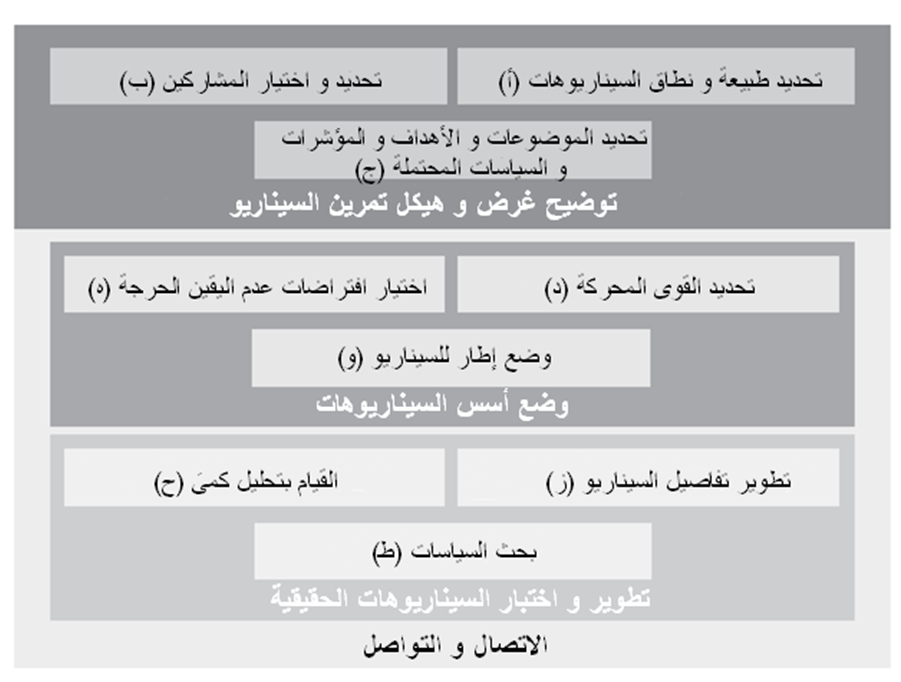 تحديد طبيعة و نطاق السيناريوهات (أ)
تحديد و اختيار المشاركين (ب)
تحديد الموضوعات و الأهداف و المؤشرات
و السياسات المحتملة (ج)
توضيح غرض و هيكل تمرين السيناريو
تحديد القوى المحركة (د)
اختيار افتراضات عدم اليقين الحرجة (ه)
وضع إطار للسيناريو (و)
وضع أسس السيناريوهات
تطوير تفاصيل السيناريو (ز)
القيام بتحليل كمىَ (ح)
بحث السياسات (ط)
تطوير و اختبار السيناريوهات الحقيقية
الاتصال و التواصل